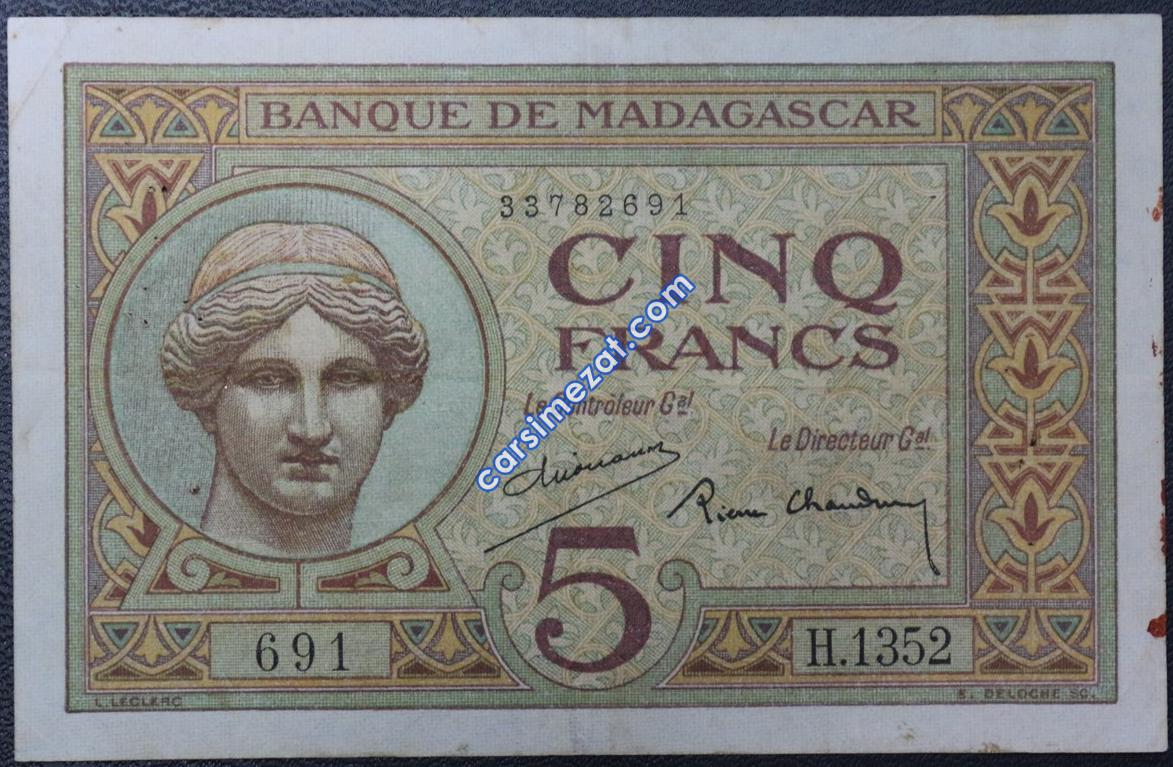 BANQUE DE MADAGASCAR
33782691
CINQ
FRANCS
Le Contrôleur Gal
Le Directeur Gal
Pierre
5
691
H.1352
L. LECLERC
E. DELOCHE SC.
carsimezat.com